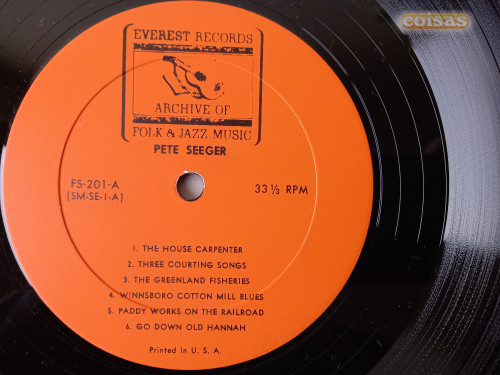 coisas
EVEREST RECORDS
ARCHIVE OF
FOLK & JAZZ MUSIC
PETE SEEGER
FS-201-A
(SM-SE-1-A)
33⅓ RPM
1. THE HOUSE CARPENTER
2. THREE COURTING SONGS
3. THE GREENLAND FISHERIES
4. WINNSBORO COTTON MILL BLUES
5. PADDY WORKS ON THE RAILROAD
6. GO DOWN OLD HANNAH
Printed in U. S. A.